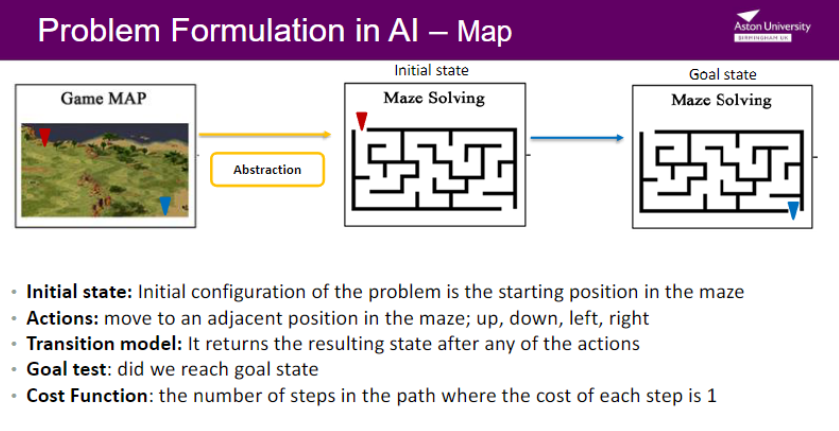 Problem Formulation in AI – Map
Aston University
BIRMINGHAM UK
Initial state
Goal state
Game MAP
Maze Solving
Maze Solving
Abstraction
• Initial state: Initial configuration of the problem is the starting position in the maze
• Actions: move to an adjacent position in the maze; up, down, left, right
• Transition model: It returns the resulting state after any of the actions
• Goal test: did we reach goal state
• Cost Function: the number of steps in the path where the cost of each step is 1